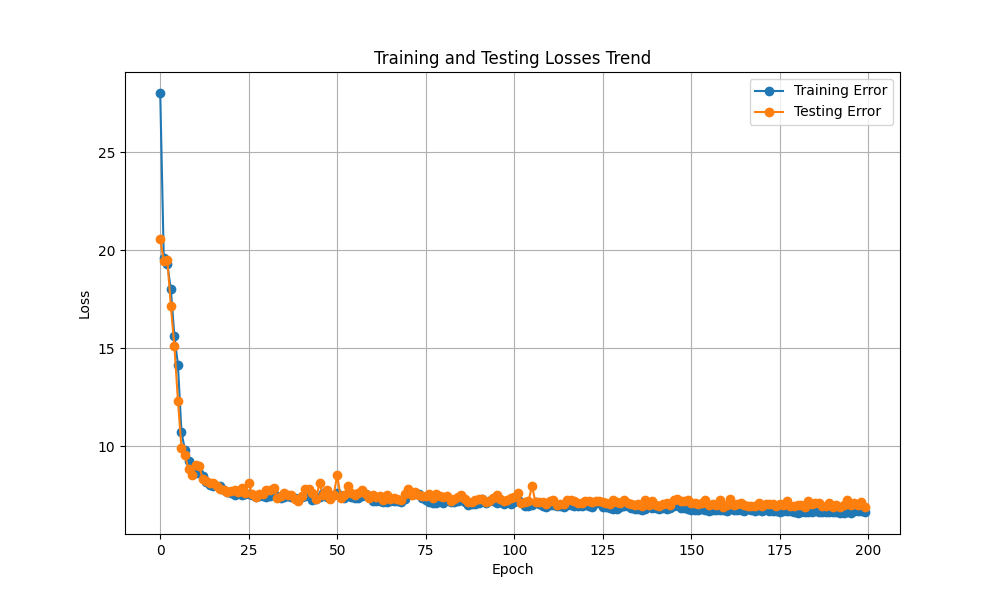 Training and Testing Losses Trend
Training Error
Testing Error
25
20
15
10
Loss
0 25 50 75 100 125 150 175 200
Epoch